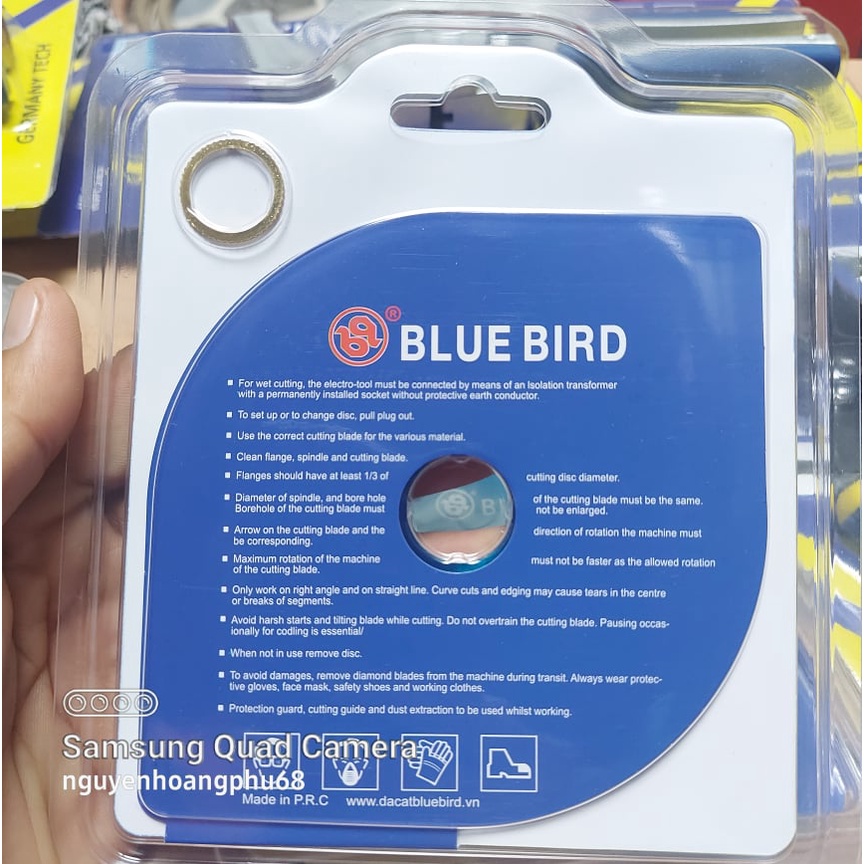 GERMANY TECH
® BLUE BIRD
For wet cutting, the electro-tool must be connected by means of an Isolation transformer
with a permanently installed socket without protective earth conductor.
To set up or to change disc, pull plug out.
Use the correct cutting blade for the various material.
Clean flange, spindle and cutting blade.
Flanges should have at least 1/3 of cutting disc diameter.
Diameter of spindle, and bore hole of the cutting blade must be the same.
Borehole of the cutting blade must not be enlarged.
Arrow on the cutting blade and the direction of rotation the machine must
be corresponding.
Maximum rotation of the machine must not be faster as the allowed rotation
of the cutting blade.
Only work on right angle and on straight line. Curve cuts and edging may cause tears in the centre
or breaks of segments.
Avoid harsh starts and tilting blade while cutting. Do not overtrain the cutting blade. Pausing occas-
ionally for codling is essential/
When not in use remove disc.
To avoid damages, remove diamond blades from the machine during transit. Always wear protec-
tive gloves, face mask, safety shoes and working clothes.
Protection guard, cutting guide and dust extraction to be used whilst working.
Samsung Quad Camera
nguyenhoangphu68
Made in P.R.C www.dacatbluebird.vn